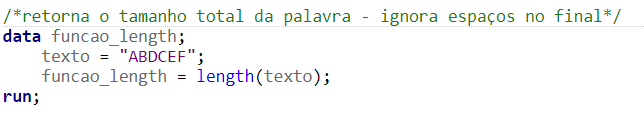 /*retorna o tamanho total da palavra - ignora espaços no final*/
data funcao_length;
texto = "ABDCEF";
funcao_length = length(texto);
run;